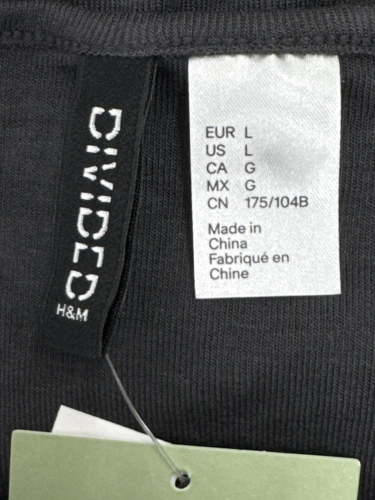 DIVIDED
H&M
EUR L
US L
CA G
MX G
CN 175/104B
Made in
China
Fabriqué en
Chine